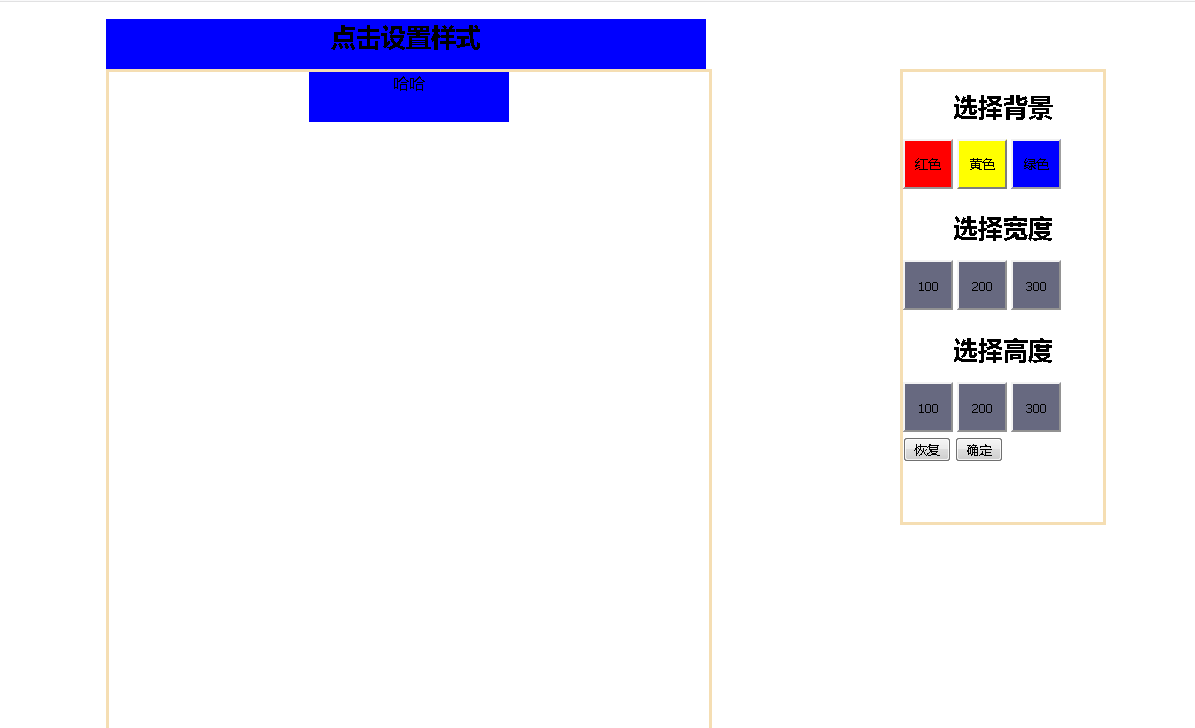 点击设置样式
哈哈
选择背景
红色 黄色 绿色
选择宽度
100 200 300
选择高度
100 200 300
恢复 确定